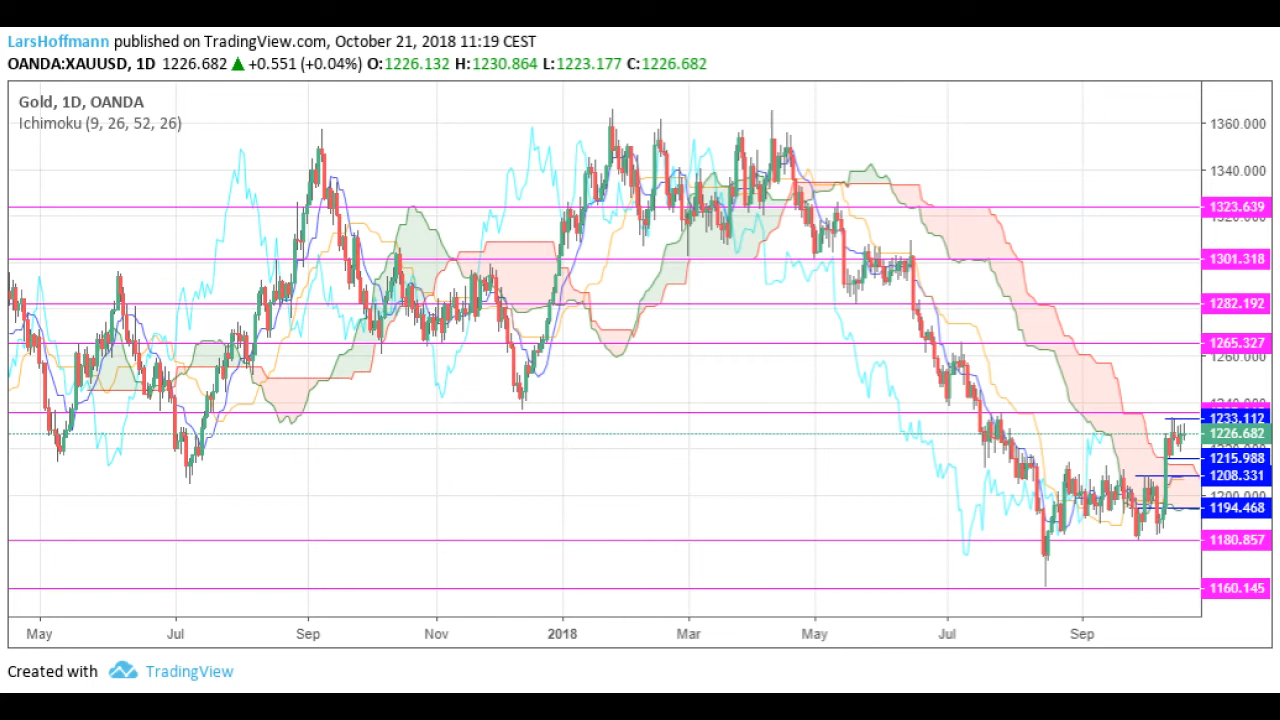 LarsHoffmann published on TradingView.com, October 21, 2018 11:19 CEST
OANDA:XAUUSD, 1D 1226.682 ▲ +0.551 (+0.04%) O:1226.132 H:1230.864 L:1223.177 C:1226.682
Gold, 1D, OANDA
Ichimoku (9, 26, 52, 26)
1360.000
1340.000
1323.639
1301.318
1282.192
1265.327
1260.000
1233.112
1226.682
1215.988
1208.331
1200.000
1194.468
1180.857
1160.145
May Jul Sep Nov 2018 Mar May Jul Sep
Created with TradingView